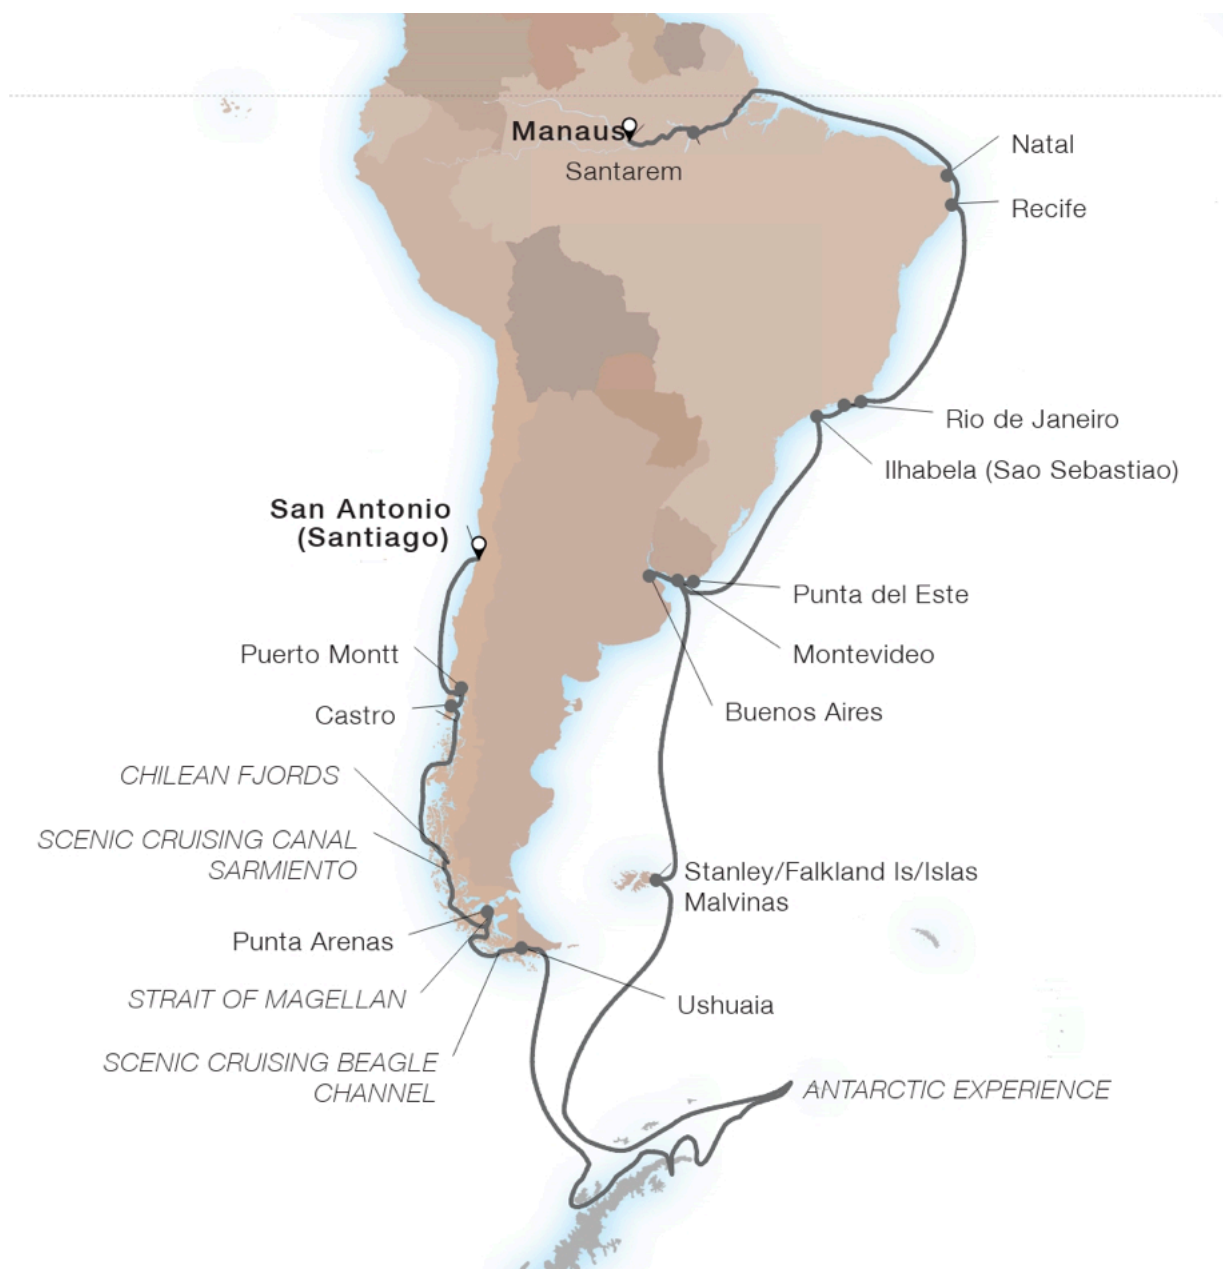 Manaus
Santarem
Natal
Recife
Rio de Janeiro
Ilhabela (Sao Sebastiao)
San Antonio
(Santiago)
Punta del Este
Montevideo
Buenos Aires
Puerto Montt
Castro
CHILEAN FJORDS
SCENIC CRUISING CANAL
SARMIENTO
Stanley/Falkland Is/Islas
Malvinas
Punta Arenas
STRAIT OF MAGELLAN
Ushuaia
SCENIC CRUISING BEAGLE
CHANNEL
ANTARCTIC EXPERIENCE